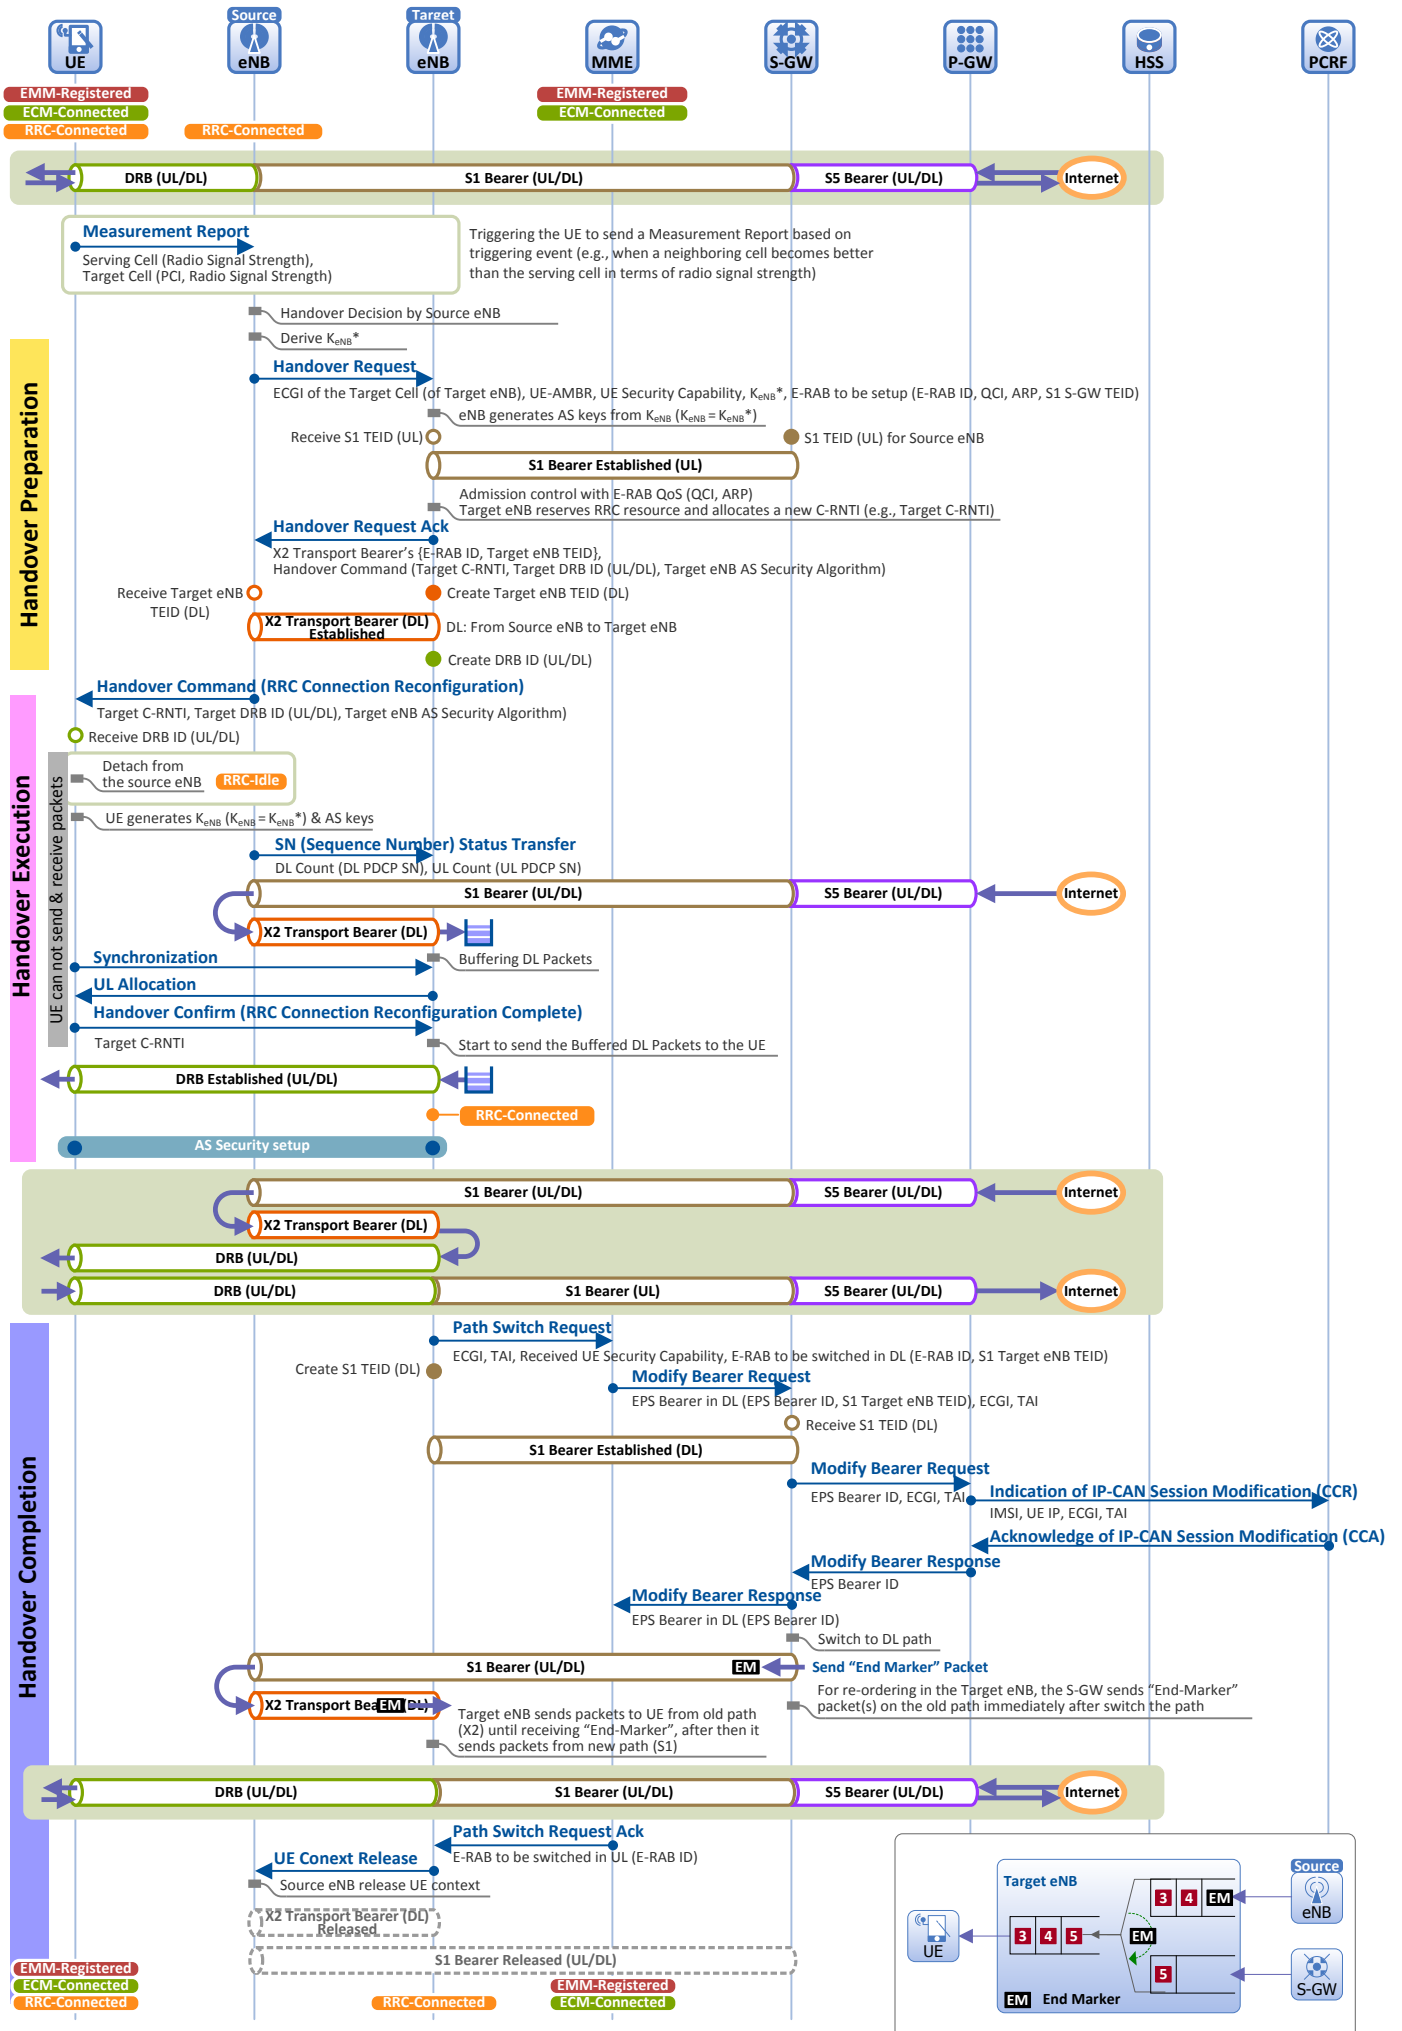 Source
Target
UE
eNB
eNB
MME
S-GW
P-GW
HSS
PCRF
EMM-Registered
EMM-Registered
ECM-Connected
ECM-Connected
RRC-Connected
RRC-Connected
DRB (UL/DL)
S1 Bearer (UL/DL)
S5 Bearer (UL/DL)
Internet
Measurement Report
Serving Cell (Radio Signal Strength),
Target Cell (PCI, Radio Signal Strength)
Triggering the UE to send a Measurement Report based on
triggering event (e.g., when a neighboring cell becomes better
than the serving cell in terms of radio signal strength)
Handover Decision by Source eNB
Handover Preparation
Derive KeNB*
Handover Request
ECGI of the Target Cell (of Target eNB), UE-AMBR, UE Security Capability, KeNB*, E-RAB to be setup (E-RAB ID, QCI, ARP, S1 S-GW TEID)
eNB generates AS keys from KeNB (KeNB = KeNB*)
Receive S1 TEID (UL)
S1 TEID (UL) for Source eNB
S1 Bearer Established (UL)
Admission control with E-RAB QoS (QCI, ARP)
Target eNB reserves RRC resource and allocates a new C-RNTI (e.g., Target C-RNTI)
Handover Request Ack
X2 Transport Bearer's {E-RAB ID, Target eNB TEID},
Handover Command (Target C-RNTI, Target DRB ID (UL/DL), Target eNB AS Security Algorithm)
Receive Target eNB
TEID (DL)
Create Target eNB TEID (DL)
X2 Transport Bearer (DL)
Established
DL: From Source eNB to Target eNB
Create DRB ID (UL/DL)
Handover Execution
Handover Command (RRC Connection Reconfiguration)
Target C-RNTI, Target DRB ID (UL/DL), Target eNB AS Security Algorithm)
Receive DRB ID (UL/DL)
UE can not send & receive packets
Detach from
the source eNB
RRC-Idle
UE generates KeNB (KeNB = KeNB*) & AS keys
SN (Sequence Number) Status Transfer
DL Count (DL PDCP SN), UL Count (UL PDCP SN)
S1 Bearer (UL/DL)
S5 Bearer (UL/DL)
Internet
X2 Transport Bearer (DL)
Synchronization
Buffering DL Packets
UL Allocation
Handover Confirm (RRC Connection Reconfiguration Complete)
Target C-RNTI
Start to send the Buffered DL Packets to the UE
DRB Established (UL/DL)
RRC-Connected
AS Security setup
S1 Bearer (UL/DL)
S5 Bearer (UL/DL)
Internet
X2 Transport Bearer (DL)
DRB (UL/DL)
DRB (UL/DL)
S1 Bearer (UL)
S5 Bearer (UL/DL)
Internet
Handover Completion
Path Switch Request
ECGI, TAI, Received UE Security Capability, E-RAB to be switched in DL (E-RAB ID, S1 Target eNB TEID)
Create S1 TEID (DL)
Modify Bearer Request
EPS Bearer in DL (EPS Bearer ID, S1 Target eNB TEID), ECGI, TAI
Receive S1 TEID (DL)
S1 Bearer Established (DL)
Modify Bearer Request
EPS Bearer ID, ECGI, TAI
Indication of IP-CAN Session Modification (CCR)
IMSI, UE IP, ECGI, TAI
Acknowledge of IP-CAN Session Modification (CCA)
Modify Bearer Response
EPS Bearer ID
Modify Bearer Response
EPS Bearer in DL (EPS Bearer ID)
Switch to DL path
S1 Bearer (UL/DL)
EM
Send “End Marker” Packet
X2 Transport Bea
EM
(DL)
For re-ordering in the Target eNB, the S-GW sends “End-Marker”
packet(s) on the old path immediately after switch the path
Target eNB sends packets to UE from old path
(X2) until receiving “End-Marker”, after then it
sends packets from new path (S1)
DRB (UL/DL)
S1 Bearer (UL/DL)
S5 Bearer (UL/DL)
Internet
Path Switch Request Ack
E-RAB to be switched in UL (E-RAB ID)
UE Conext Release
Source eNB release UE context
X2 Transport Bearer (DL)
Released
S1 Bearer Released (UL/DL)
EMM-Registered
EMM-Registered
ECM-Connected
ECM-Connected
RRC-Connected
RRC-Connected
Target eNB
Source
eNB
3 4 EM
UE
3 4 5
EM
5
S-GW
EM End Marker